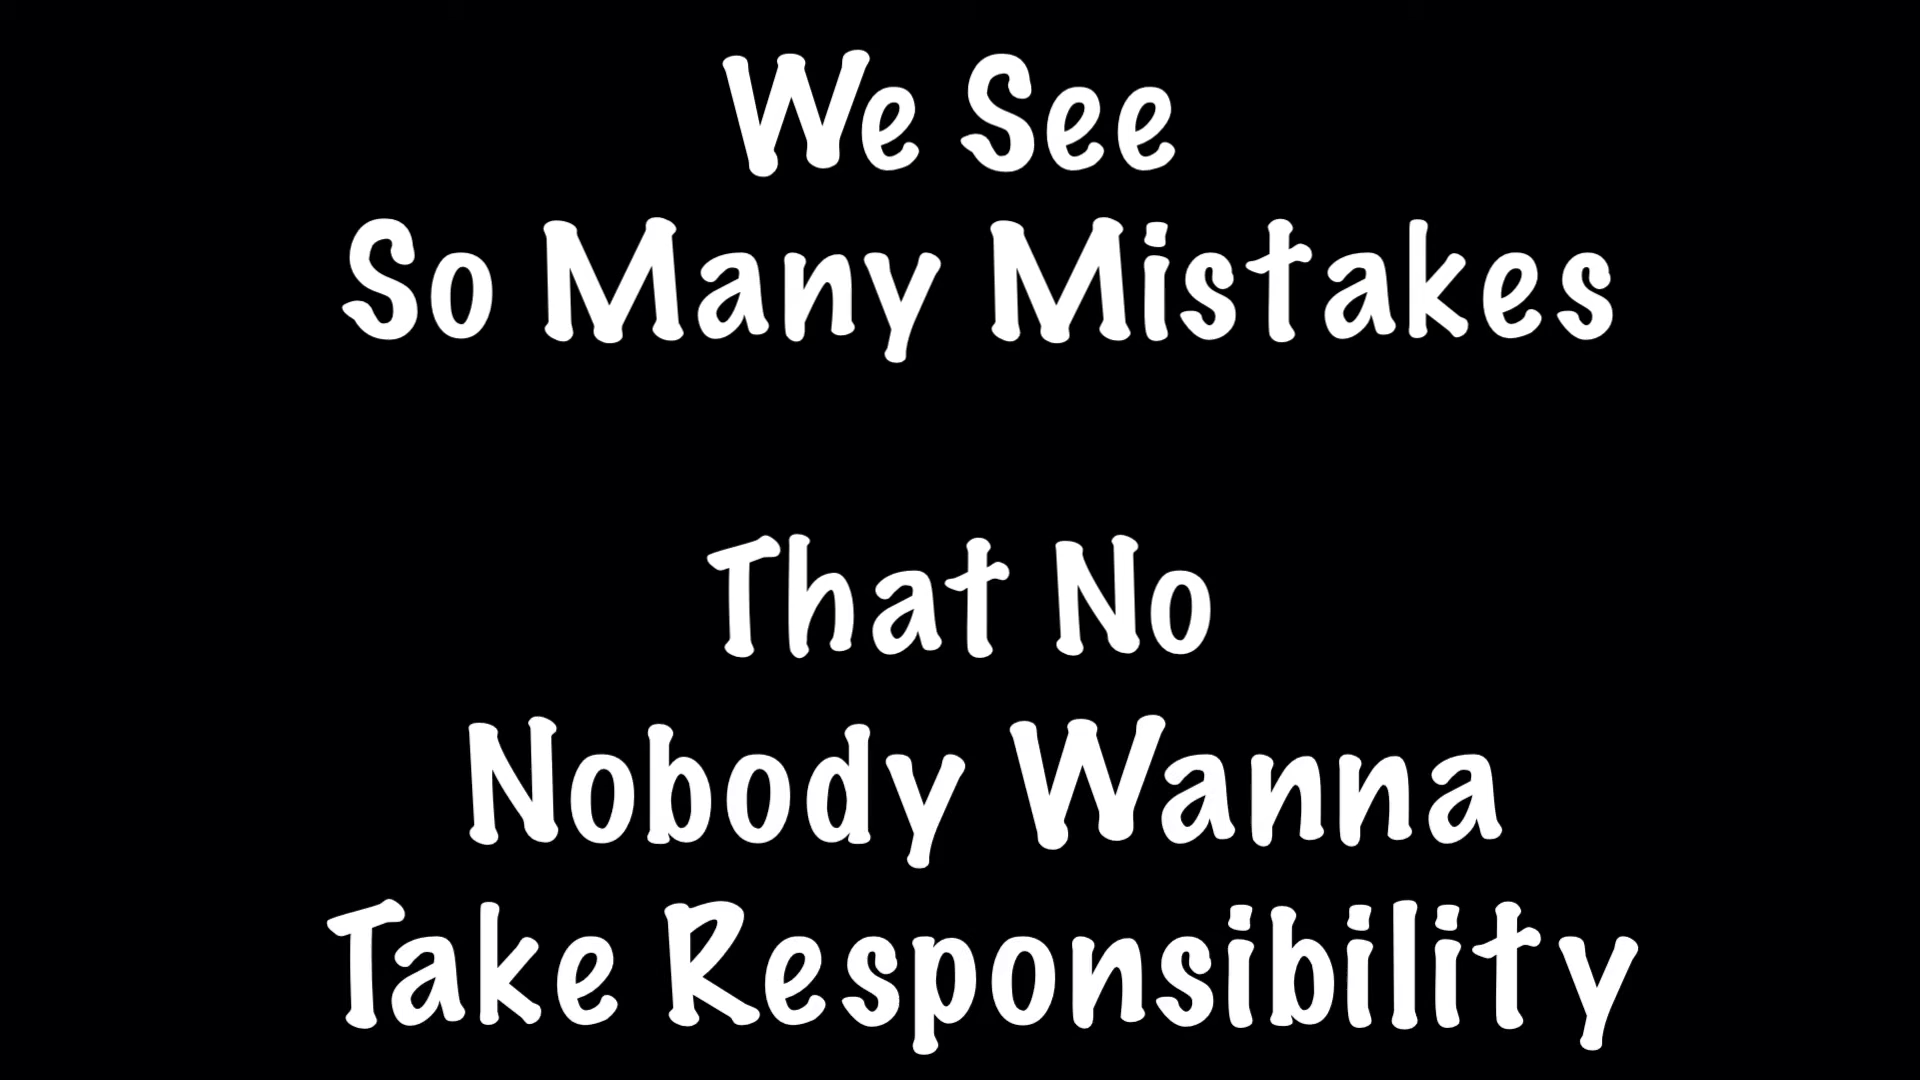 We See
So Many Mistakes
That No
Nobody Wanna
Take Responsibility